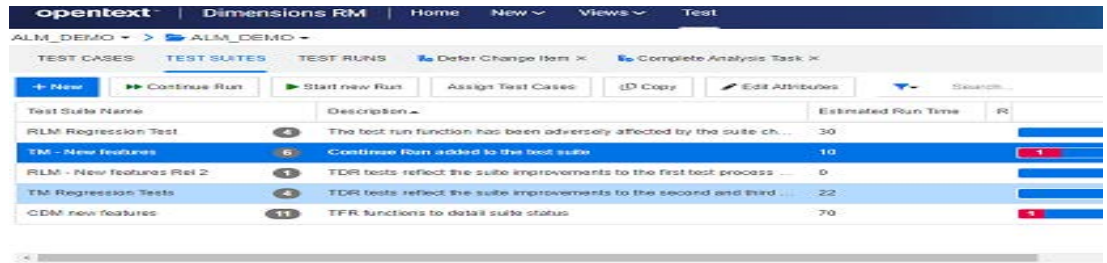 opentext | Dimensions RM | Home New Views Test
ALM_DEMO > ALM_DEMO
TEST CASES TEST SUITES TEST RUNS Defer Change Item × Complete Analysis Task ×
+ New Continue Run Start new Run Assign Test Cases Copy Edit Attributes Search...
Test Suite Name Description Estimated Run Time R
RLM Regression Test 4 The test run function has been adversely affected by the suite ch... 30
TM - New features 6 Continue Run added to the test suite 10 1
RLM - New features Rel 2 1 TDR tests reflect the suite improvements to the first test process ... 0
TM Regression Tests 4 TDR tests reflect the suite improvements to the second and third ... 22
CDM new features 11 TFR functions to detail suite status 70 1